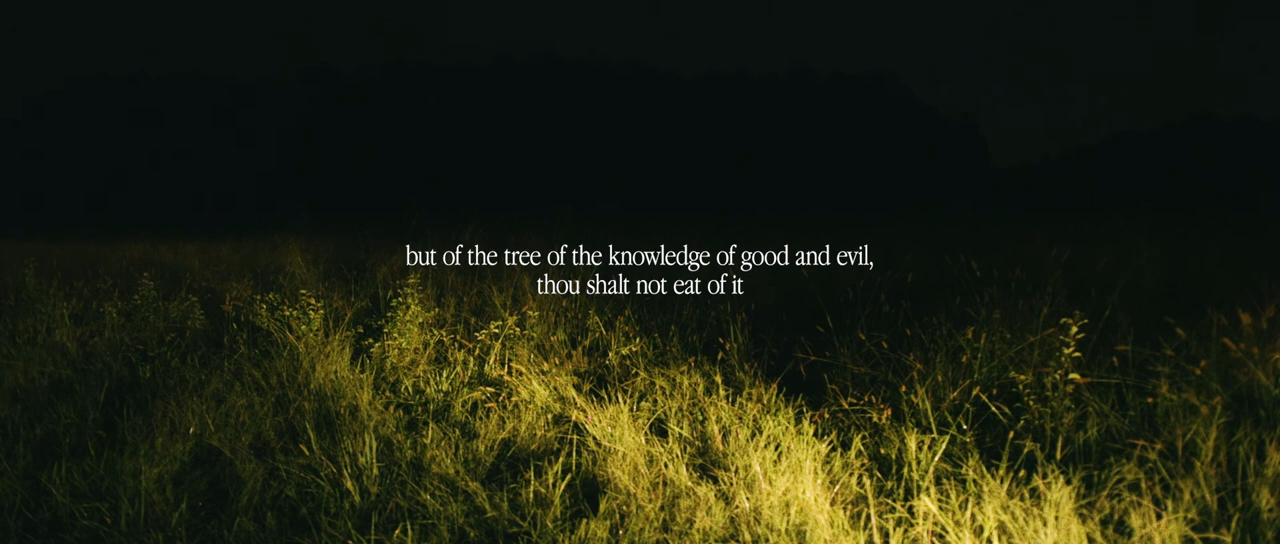 but of the tree of the knowledge of good and evil,
thou shalt not eat of it